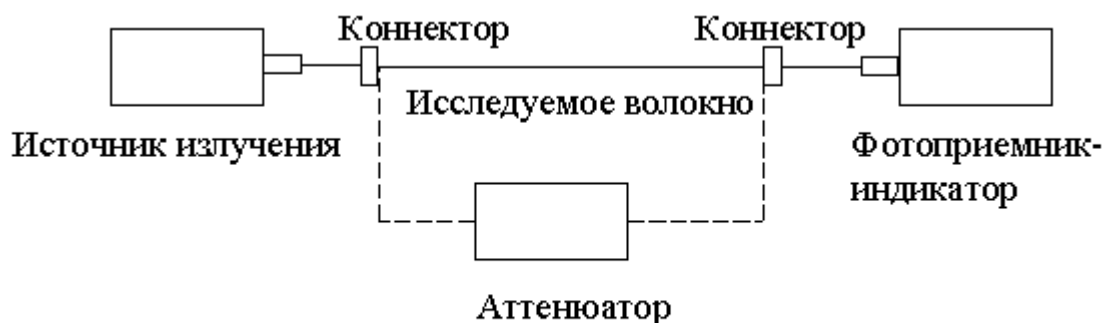 Коннектор
Коннектор
Исследуемое волокно
Источник излучения
Фотоприемник-
индикатор
Аттенюатор